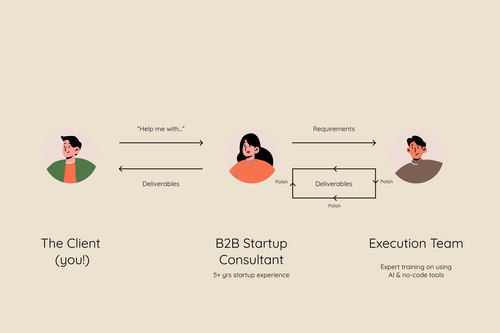 "Help me with..."
Requirements
Deliverables
Polish
Deliverables
Polish
Polish
The Client
(you!)
B2B Startup
Consultant
5+ yrs startup experience
Execution Team
Expert training on using
AI & no-code tools